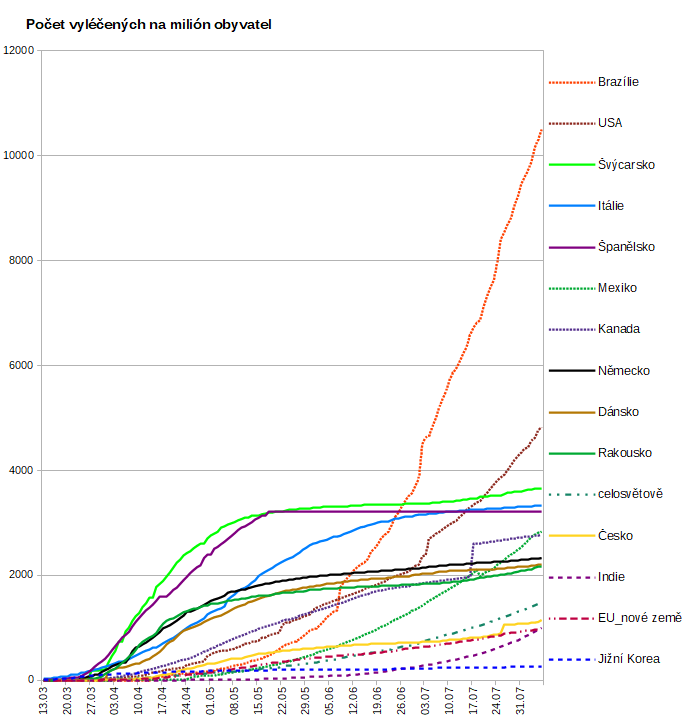 Počet vyléčených na milión obyvatel
12000
10000
8000
6000
4000
2000
0
Brazílie
USA
Švýcarsko
Itálie
Španělsko
Mexiko
Kanada
Německo
Dánsko
Rakousko
celosvětově
Česko
Indie
EU_nové země
Jižní Korea
13.03
20.03
27.03
03.04
10.04
17.04
24.04
01.05
08.05
15.05
22.05
29.05
05.06
12.06
19.06
26.06
03.07
10.07
17.07
24.07
31.07